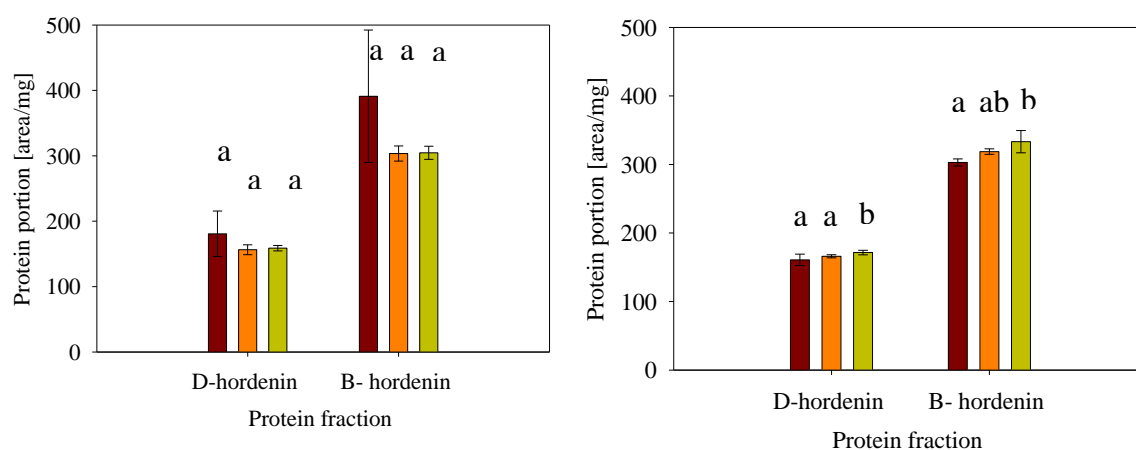 500
400
300
200
100
0
Protein portion [area/mg]
a a a
a a a
D-hordenin B- hordenin
Protein fraction
500
400
300
200
100
0
Protein portion [area/mg]
a a b
a ab b
D-hordenin B- hordenin
Protein fraction